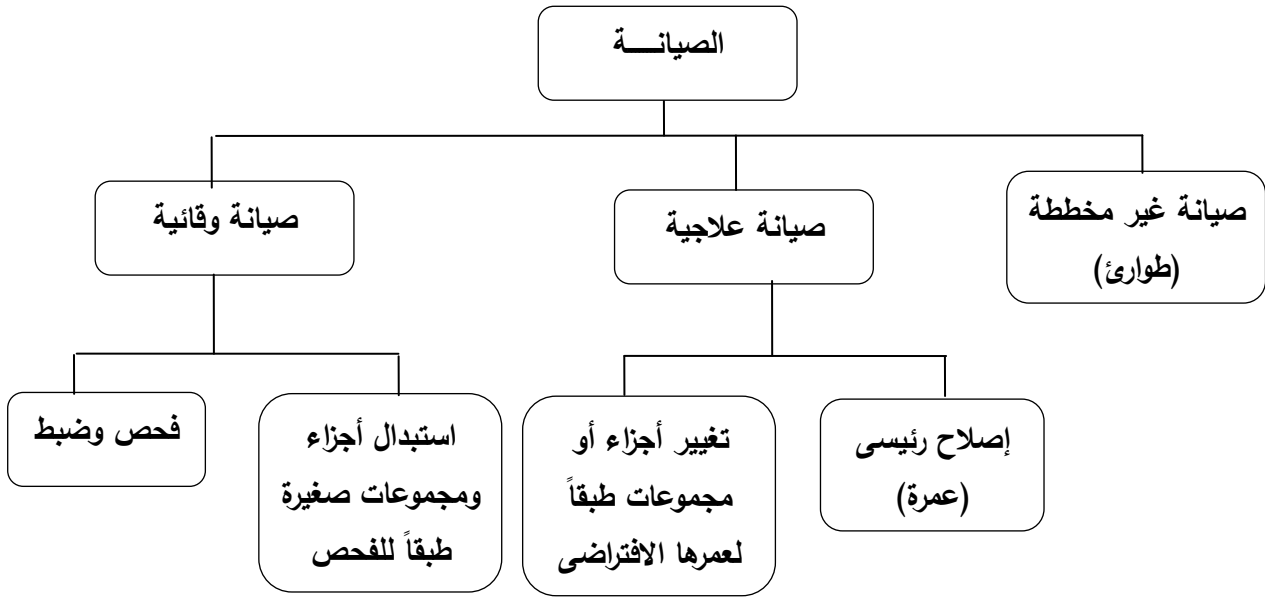 الصيانــــة
صيانة غير مخططة
(طوارئ)
صيانة علاجية
صيانة وقائية
إصلاح رئيسى
(عمرة)
تغيير أجزاء أو
مجموعات طبقاً
لعمرها الافتراضى
استبدال أجزاء
ومجموعات صغيرة
طبقاً للفحص
فحص وضبط